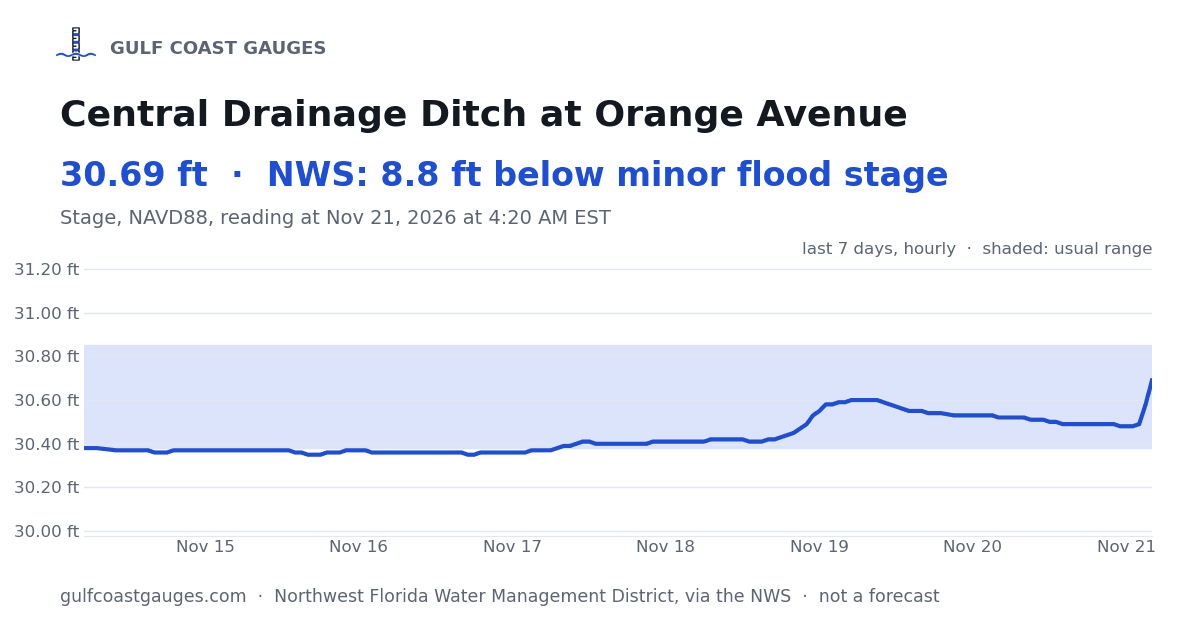 GULF COAST GAUGES
Central Drainage Ditch at Orange Avenue
30.69 ft · NWS: 8.8 ft below minor flood stage
Stage, NAVD88, reading at Nov 21, 2026 at 4:20 AM EST
last 7 days, hourly · shaded: usual range
31.20 ft
31.00 ft
30.80 ft
30.60 ft
30.40 ft
30.20 ft
30.00 ft
Nov 15 Nov 16 Nov 17 Nov 18 Nov 19 Nov 20 Nov 21
gulfcoastgauges.com · Northwest Florida Water Management District, via the NWS · not a forecast